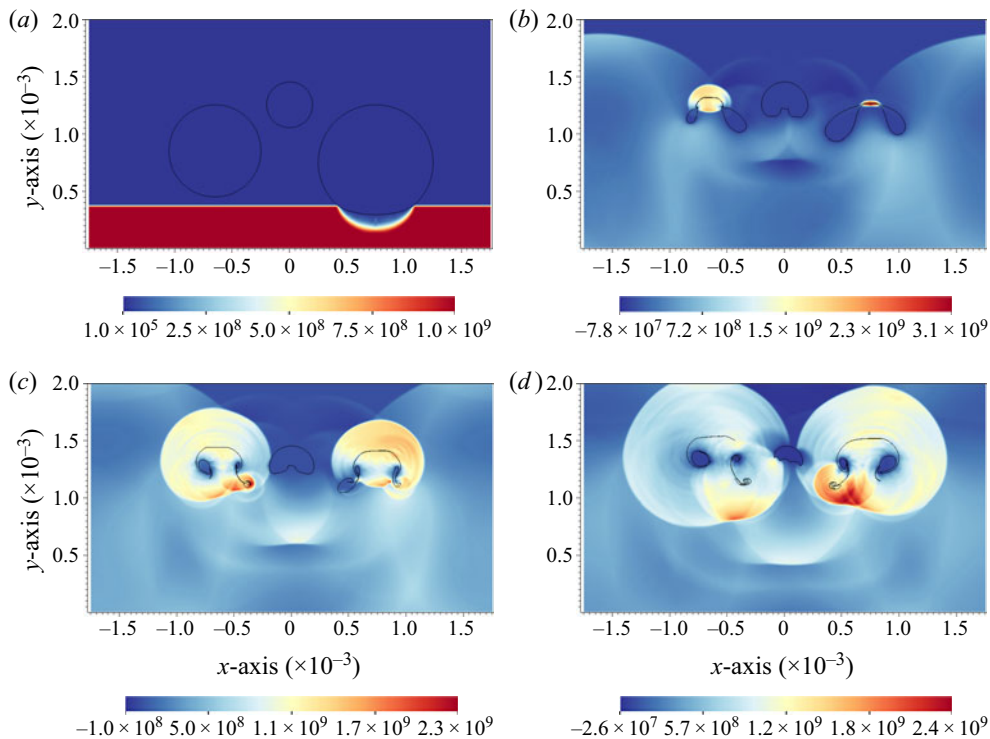 (a)
2.0
1.5
1.0
0.5
y-axis (×10⁻³)
–1.5 –1.0 –0.5 0 0.5 1.0 1.5
1.0 × 10⁵ 2.5 × 10⁸ 5.0 × 10⁸ 7.5 × 10⁸ 1.0 × 10⁹
(b)
2.0
1.5
1.0
0.5
–1.5 –1.0 –0.5 0 0.5 1.0 1.5
–7.8 × 10⁷ 7.2 × 10⁸ 1.5 × 10⁹ 2.3 × 10⁹ 3.1 × 10⁹
(c)
2.0
1.5
1.0
0.5
y-axis (×10⁻³)
–1.5 –1.0 –0.5 0 0.5 1.0 1.5
x-axis (×10⁻³)
–1.0 × 10⁸ 5.0 × 10⁸ 1.1 × 10⁹ 1.7 × 10⁹ 2.3 × 10⁹
(d)
2.0
1.5
1.0
0.5
–1.5 –1.0 –0.5 0 0.5 1.0 1.5
x-axis (×10⁻³)
–2.6 × 10⁷ 5.7 × 10⁸ 1.2 × 10⁹ 1.8 × 10⁹ 2.4 × 10⁹